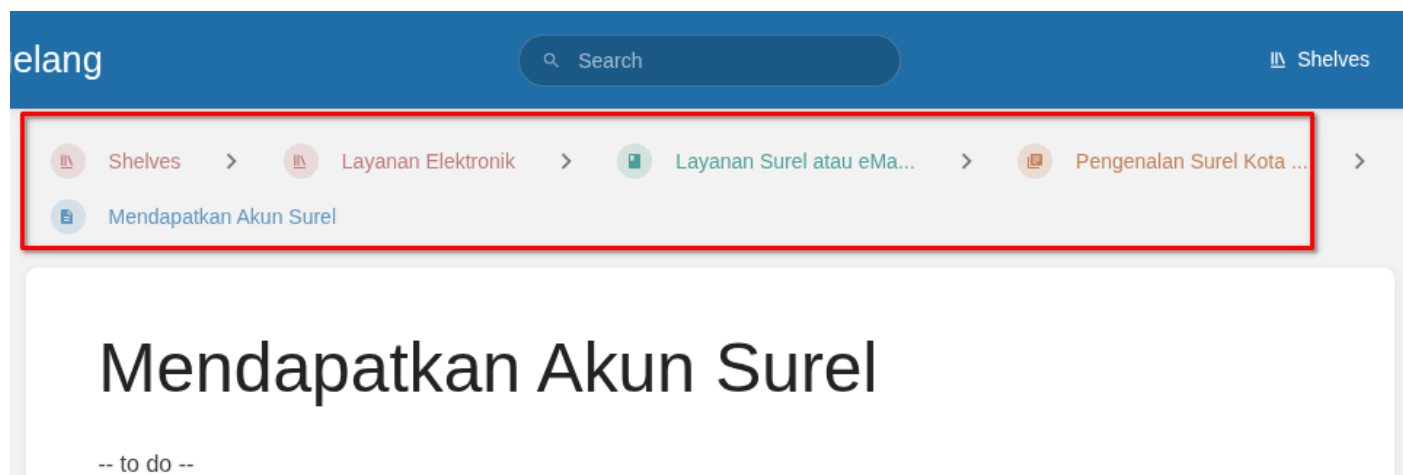 elang
Search
Shelves
Shelves > Layanan Elektronik > Layanan Surel atau eMa... > Pengenalan Surel Kota ... >
Mendapatkan Akun Surel
Mendapatkan Akun Surel
-- to do --